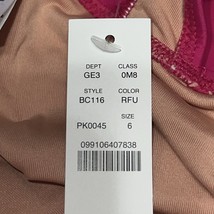 DEPT CLASS
GE3 0M8
STYLE COLOR
BC116 RFU
SIZE
PK0045 6
099106407838